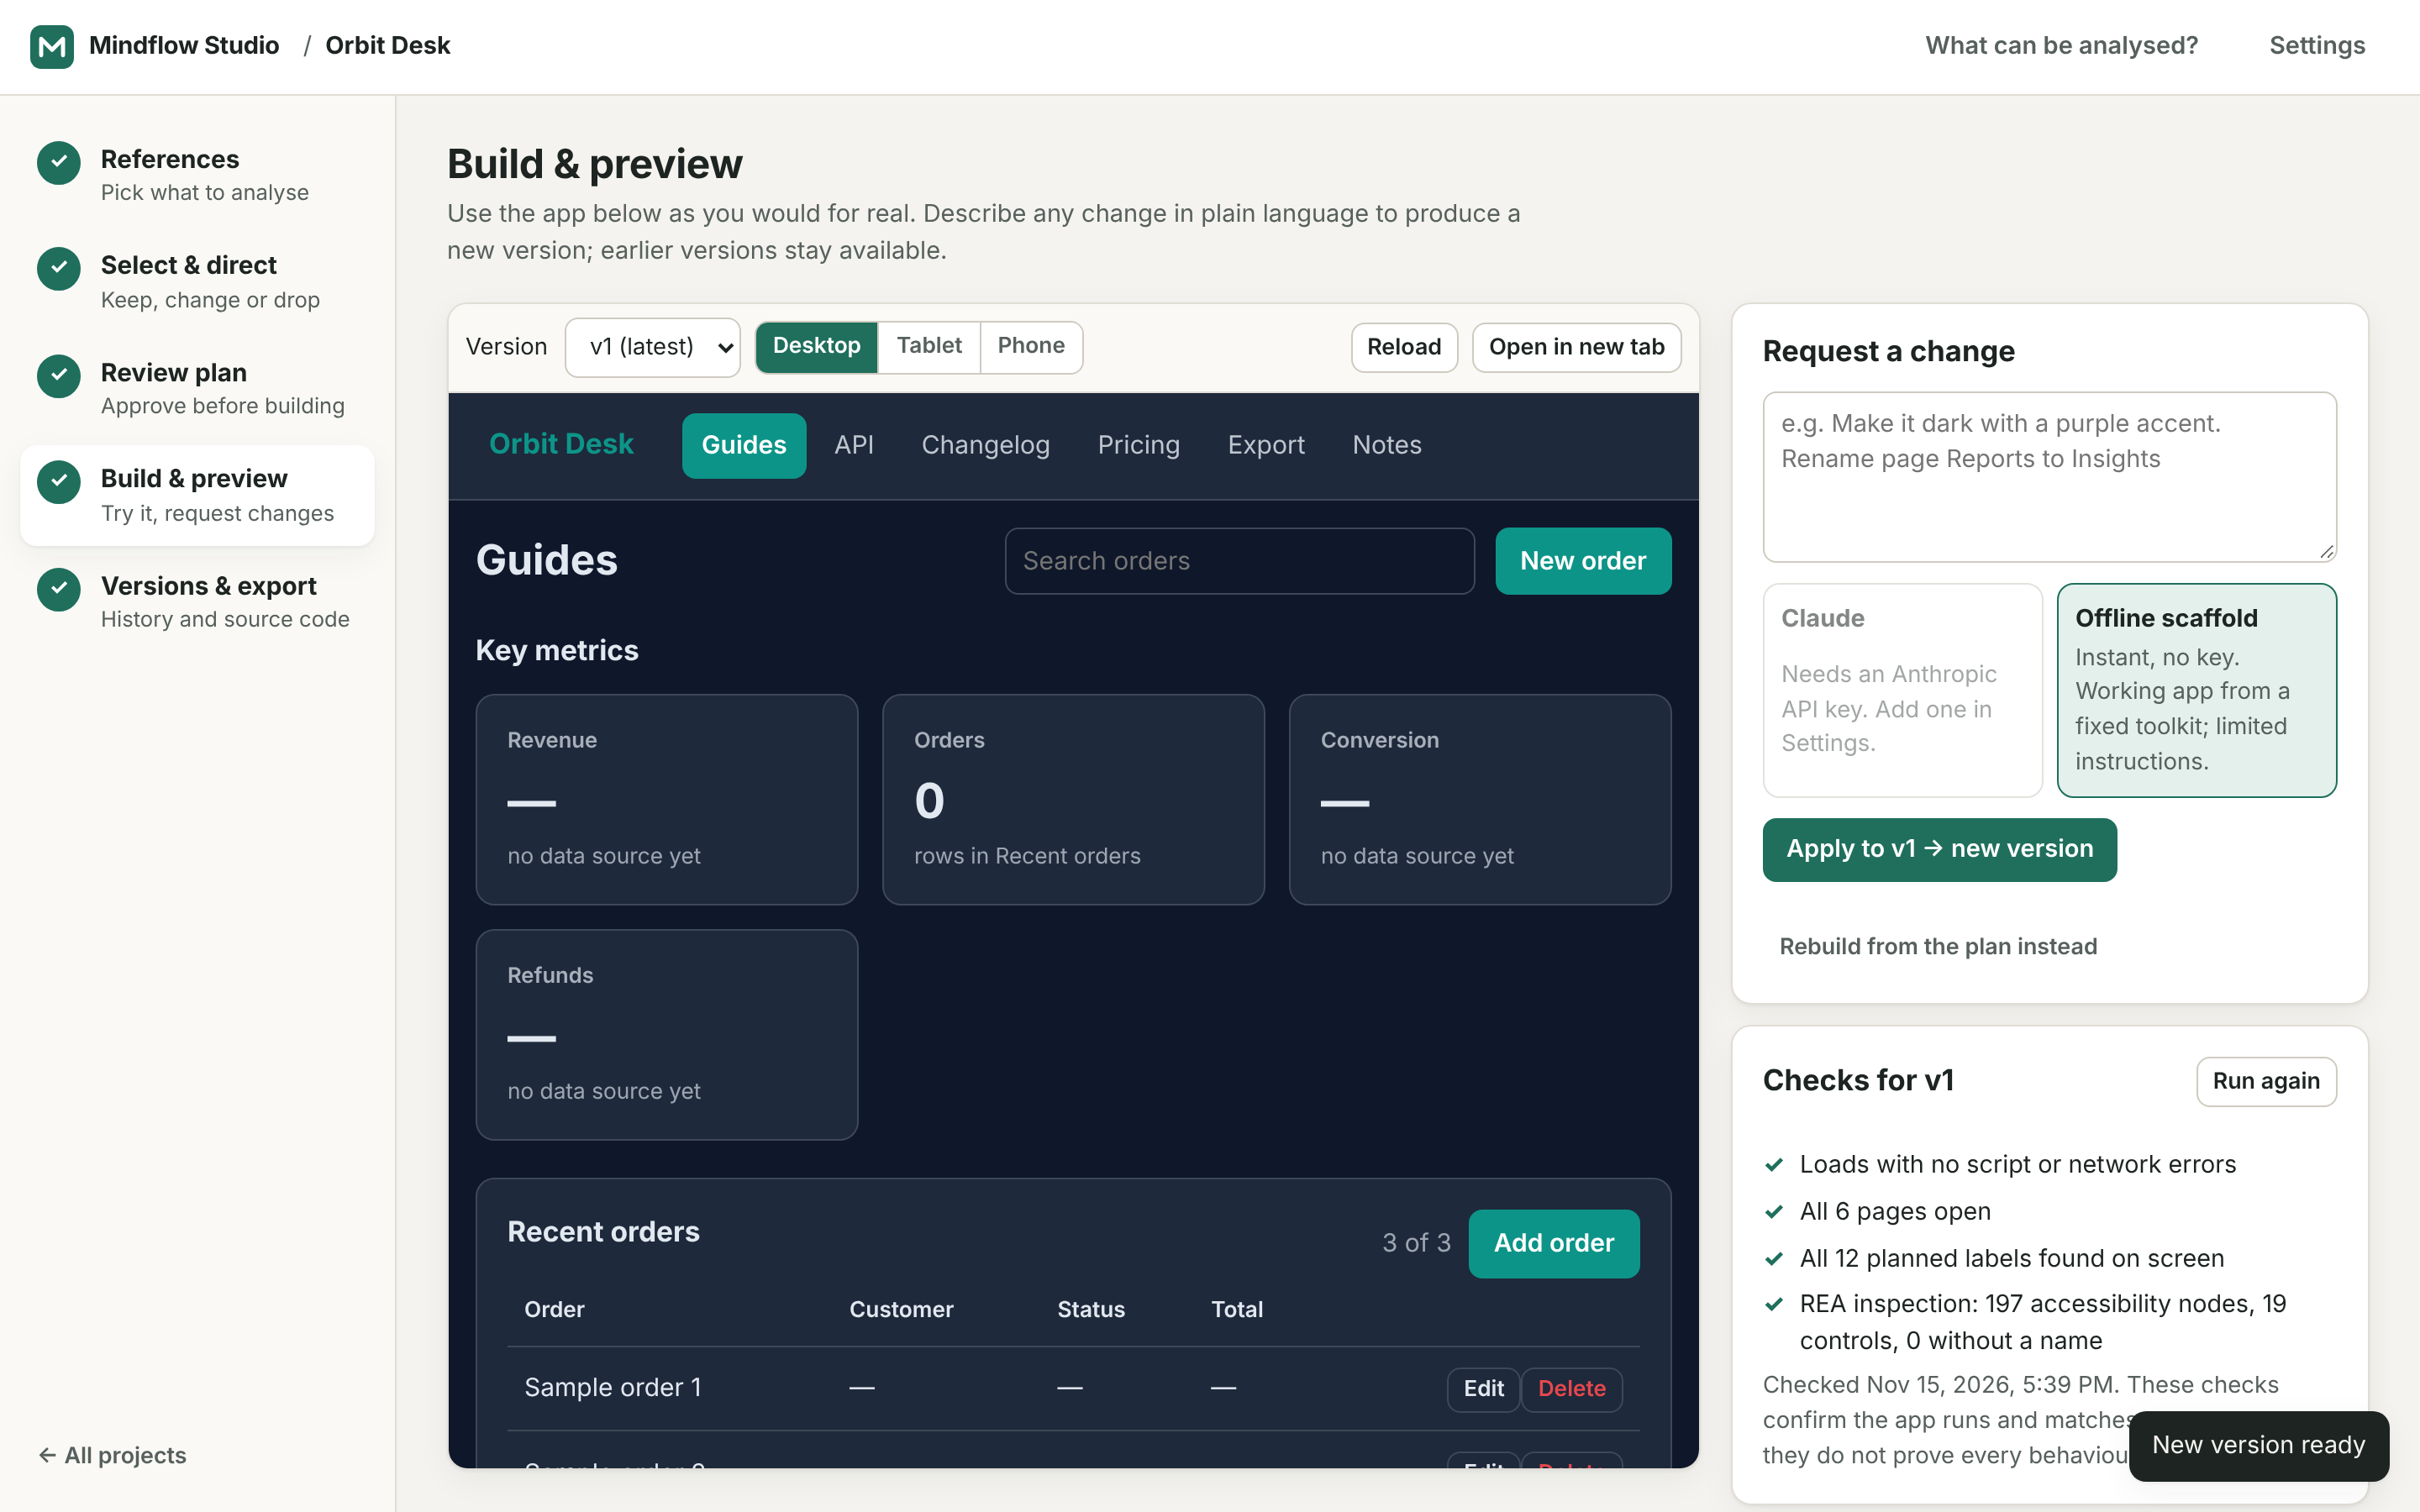 Mindflow Studio / Orbit Desk
What can be analysed?
Settings
References
Pick what to analyse
Select & direct
Keep, change or drop
Review plan
Approve before building
Build & preview
Try it, request changes
Versions & export
History and source code
← All projects
Build & preview
Use the app below as you would for real. Describe any change in plain language to produce a
new version; earlier versions stay available.
Version v1 (latest) Desktop Tablet Phone Reload Open in new tab
Orbit Desk Guides API Changelog Pricing Export Notes
Guides Search orders New order
Key metrics
Revenue
—
no data source yet
Orders
0
rows in Recent orders
Conversion
—
no data source yet
Refunds
—
no data source yet
Recent orders 3 of 3 Add order
Order Customer Status Total
Sample order 1 — — — Edit Delete
Request a change
e.g. Make it dark with a purple accent.
Rename page Reports to Insights
Claude
Needs an Anthropic
API key. Add one in
Settings.
Offline scaffold
Instant, no key.
Working app from a
fixed toolkit; limited
instructions.
Apply to v1 → new version
Rebuild from the plan instead
Checks for v1 Run again
Loads with no script or network errors
All 6 pages open
All 12 planned labels found on screen
REA inspection: 197 accessibility nodes, 19
controls, 0 without a name
Checked Nov 15, 2026, 5:39 PM. These checks
confirm the app runs and matches
they do not prove every
New version ready